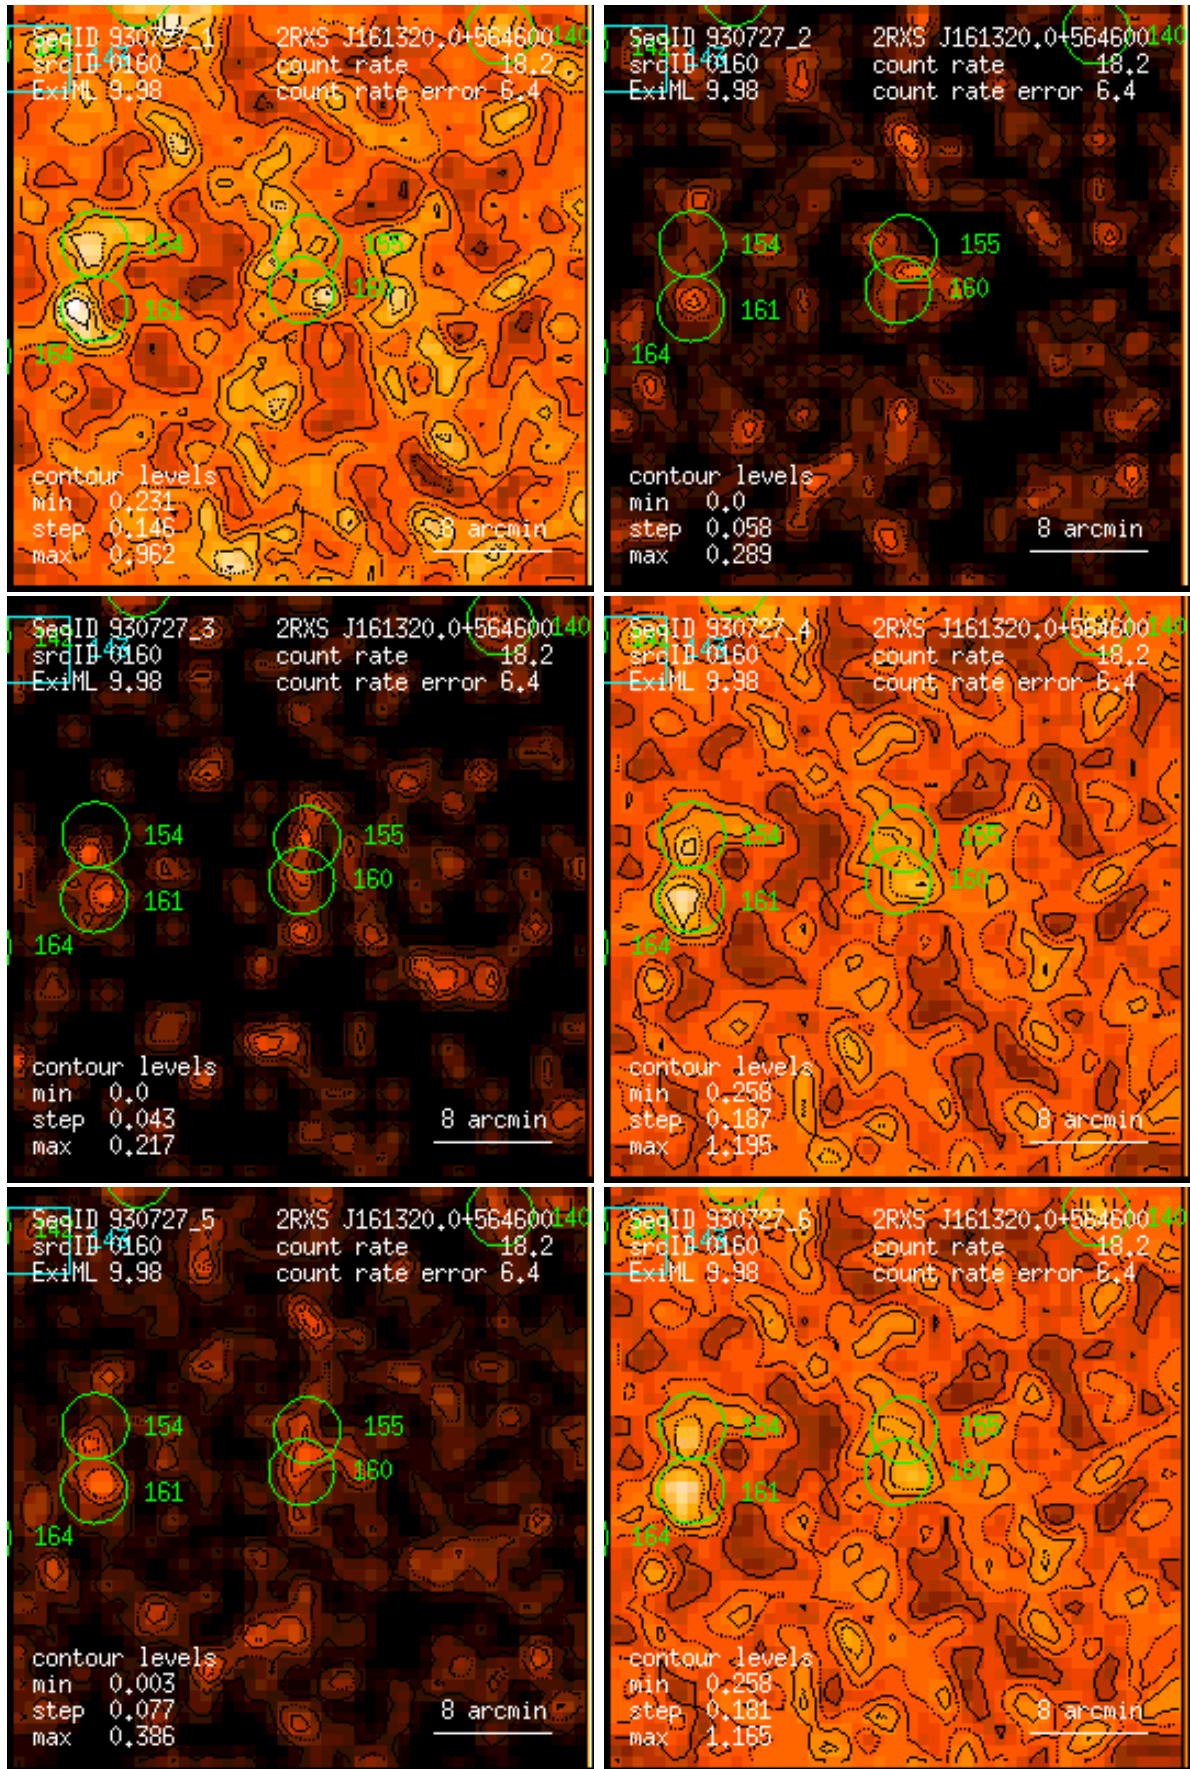 SeqID 930727_1 2RXS J161320.0+564600 140
srcID 0160 count rate 18.2
ExiML 9.98 count rate error 6.4
154 155
161 160
164
contour levels
min 0.231
step 0.146 8 arcmin
max 0.962
SeqID 930727_2 2RXS J161320.0+564600 140
srcID 0160 count rate 18.2
ExiML 9.98 count rate error 6.4
154 155
161 160
164
contour levels
min 0.0
step 0.058 8 arcmin
max 0.289
SeqID 930727_3 2RXS J161320.0+564600 140
srcID 0160 count rate 18.2
ExiML 9.98 count rate error 6.4
154 155
161 160
164
contour levels
min 0.0
step 0.043 8 arcmin
max 0.217
SeqID 930727_4 2RXS J161320.0+564600 140
srcID 0160 count rate 18.2
ExiML 9.98 count rate error 6.4
154 155
161 160
164
contour levels
min 0.258
step 0.187 8 arcmin
max 1.195
SeqID 930727_5 2RXS J161320.0+564600 140
srcID 0160 count rate 18.2
ExiML 9.98 count rate error 6.4
154 155
161 160
164
contour levels
min 0.003
step 0.077 8 arcmin
max 0.386
SeqID 930727_6 2RXS J161320.0+564600 140
srcID 0160 count rate 18.2
ExiML 9.98 count rate error 6.4
154 155
161 160
164
contour levels
min 0.258
step 0.181 8 arcmin
max 1.165